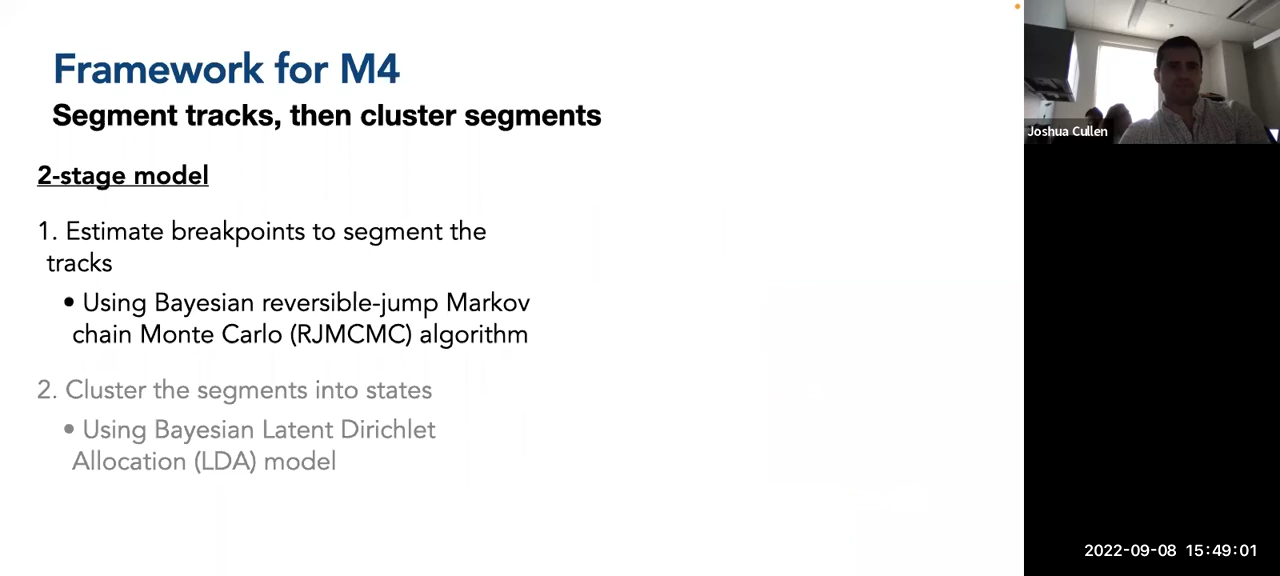 Framework for M4
Segment tracks, then cluster segments
2-stage model
1. Estimate breakpoints to segment the
tracks
• Using Bayesian reversible-jump Markov
chain Monte Carlo (RJMCMC) algorithm
2. Cluster the segments into states
• Using Bayesian Latent Dirichlet
Allocation (LDA) model
Joshua Cullen
2022-09-08 15:49:01